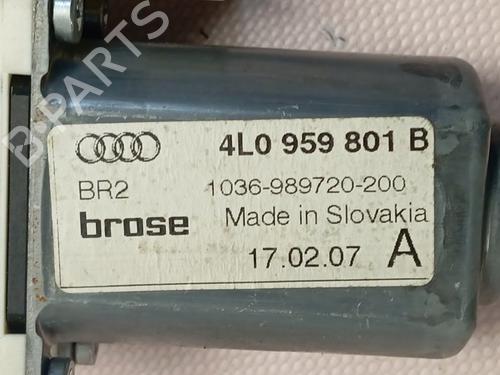 B-PARTS
4L0 959 801 B
BR2 1036-989720-200
brose Made in Slovakia
17.02.07 A